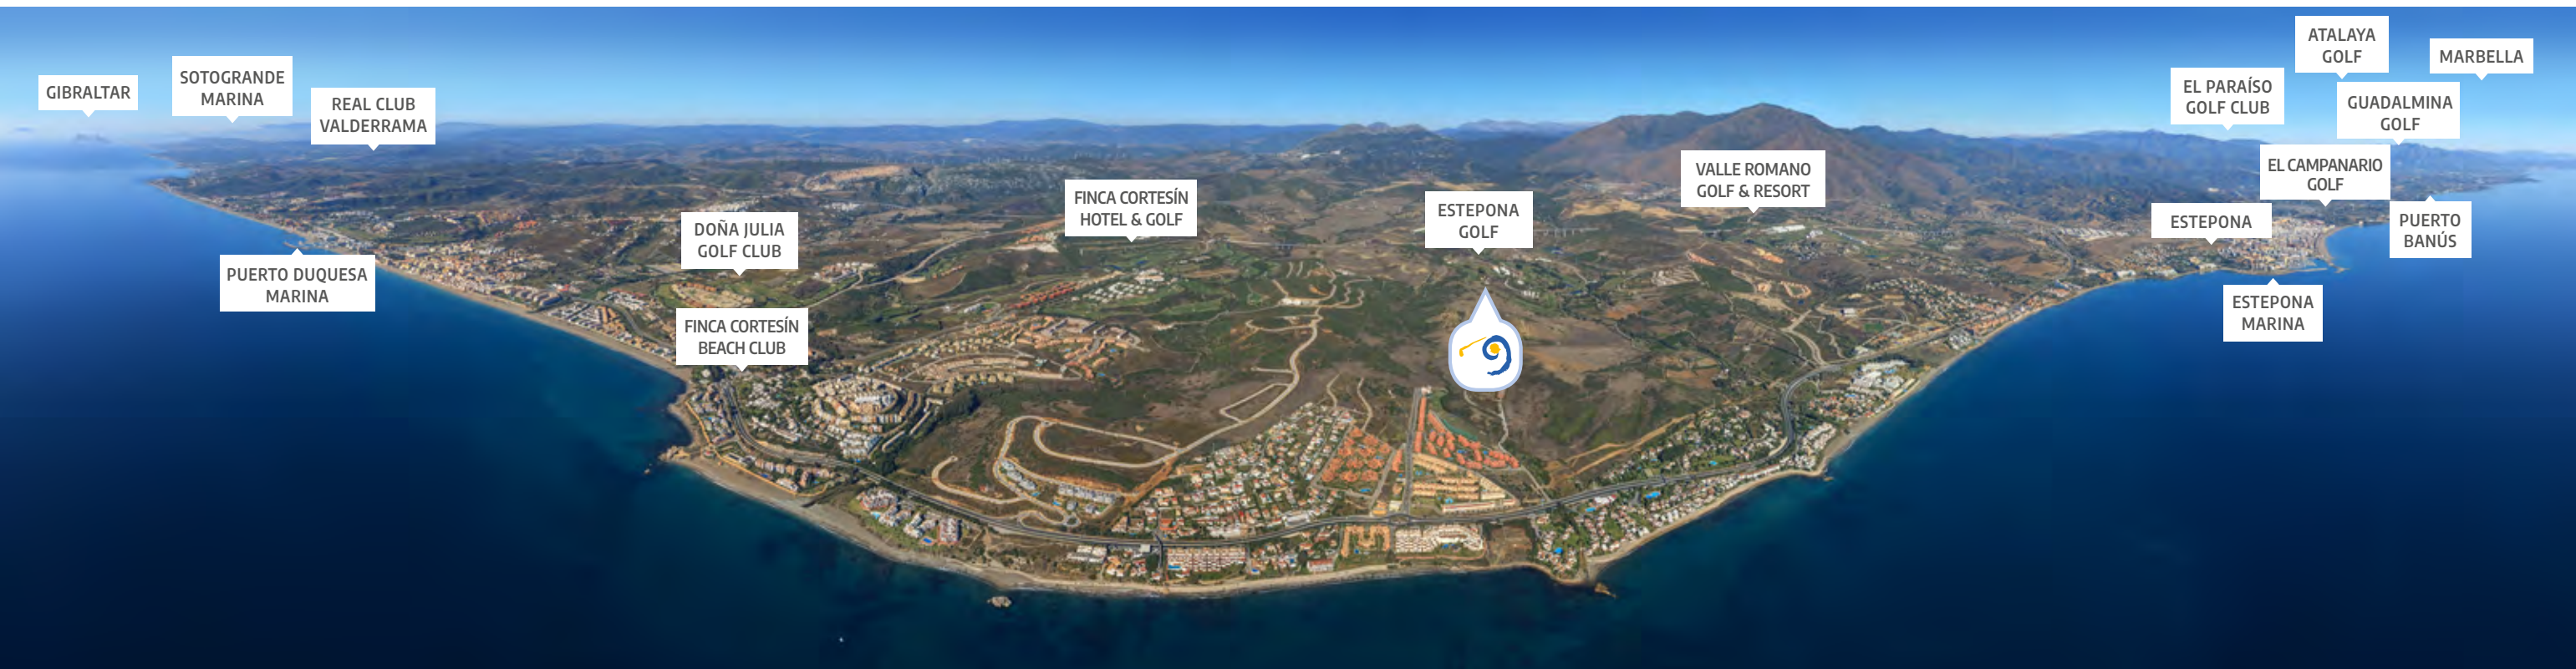 GIBRALTAR
SOTOGRANDE
MARINA
REAL CLUB
VALDERRAMA
PUERTO DUQUESA
MARINA
DOÑA JULIA
GOLF CLUB
FINCA CORTESÍN
BEACH CLUB
FINCA CORTESÍN
HOTEL & GOLF
ESTEPONA
GOLF
VALLE ROMANO
GOLF & RESORT
ATALAYA
GOLF
MARBELLA
EL PARAÍSO
GOLF CLUB
GUADALMINA
GOLF
EL CAMPANARIO
GOLF
ESTEPONA
PUERTO
BANÚS
ESTEPONA
MARINA